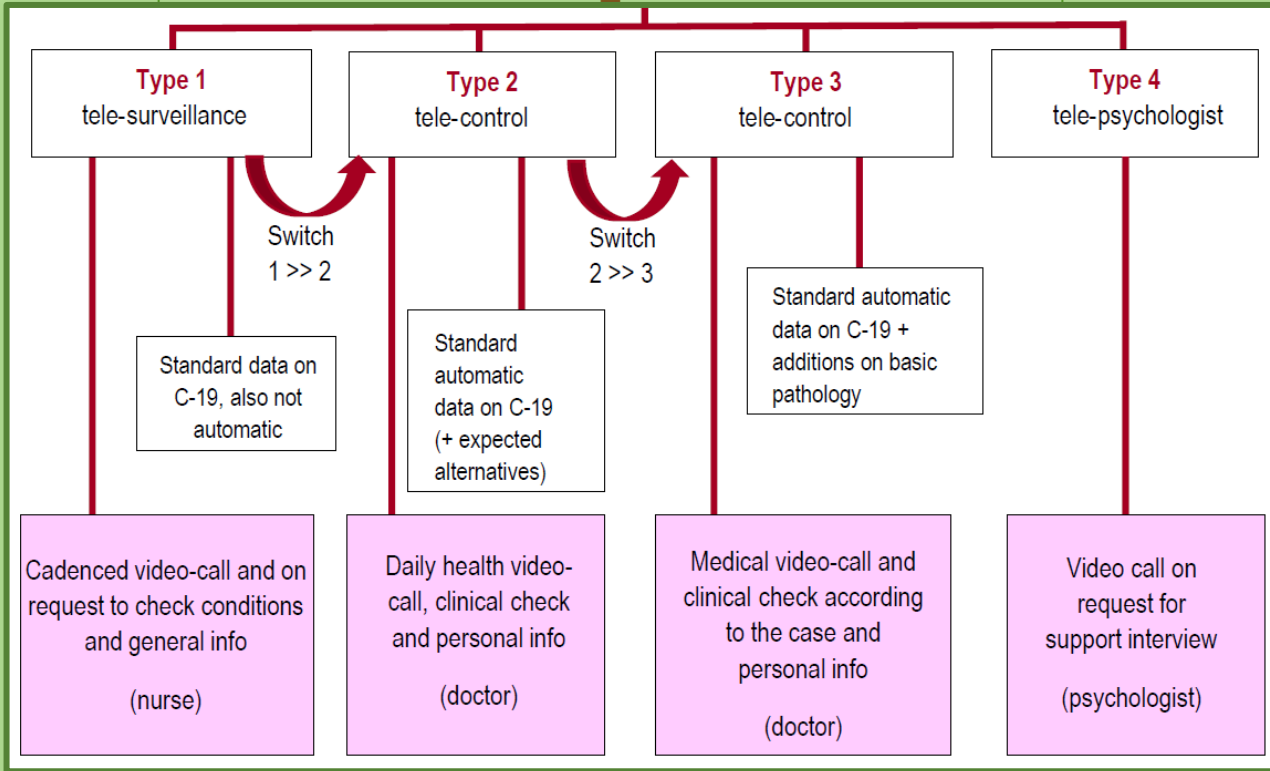 Type 1
tele-surveillance
Type 2
tele-control
Type 3
tele-control
Type 4
tele-psychologist
Switch
1 >> 2
Switch
2 >> 3
Standard data on
C-19, also not
automatic
Standard
automatic
data on C-19
(+ expected
alternatives)
Standard automatic
data on C-19 +
additions on basic
pathology
Cadenced video-call and on
request to check conditions
and general info
(nurse)
Daily health video-
call, clinical check
and personal info
(doctor)
Medical video-call and
clinical check according
to the case and
personal info
(doctor)
Video call on
request for
support interview
(psychologist)